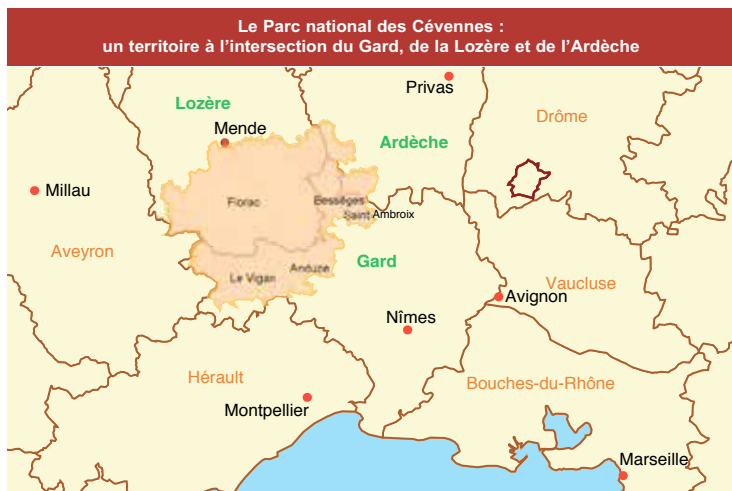 Le Parc national des Cévennes :
un territoire à l'intersection du Gard, de la Lozère et de l'Ardèche
Privas
Lozère
Drôme
Mende
Ardèche
Millau
Florac
Bessèges
Saint Ambroix
Aveyron
Gard
Anduze
Le Vigan
Vaucluse
Avignon
Nîmes
Hérault
Bouches-du-Rhône
Montpellier
Marseille